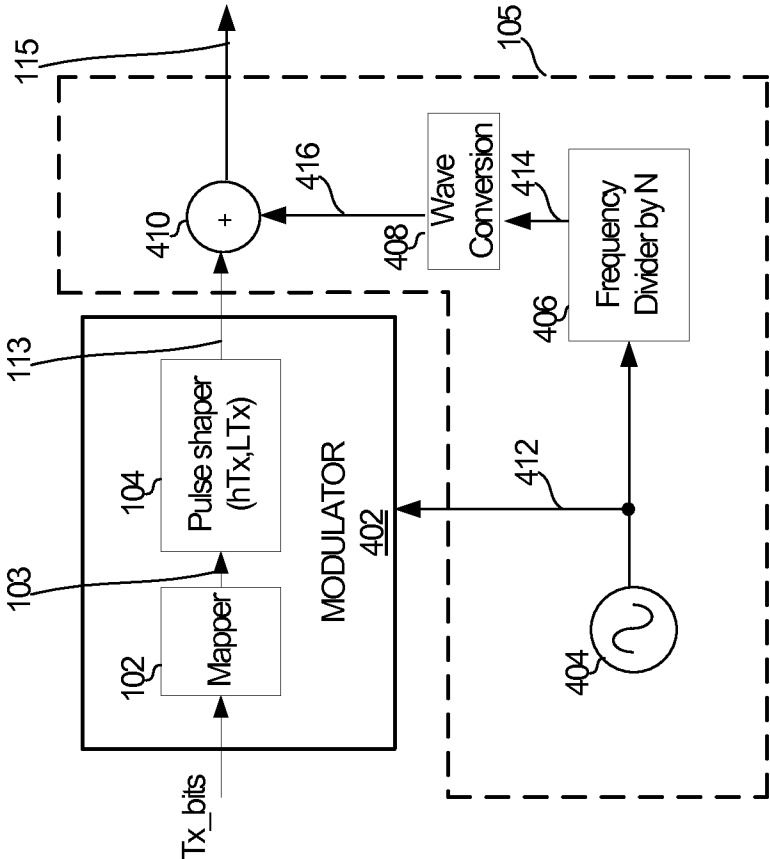 Tx_bits
102
Mapper
103
104
Pulse shaper
(hTx,LTx)
113
MODULATOR
402
410
+
115
105
416
408
Wave
Conversion
414
406
Frequency
Divider by N
412
404